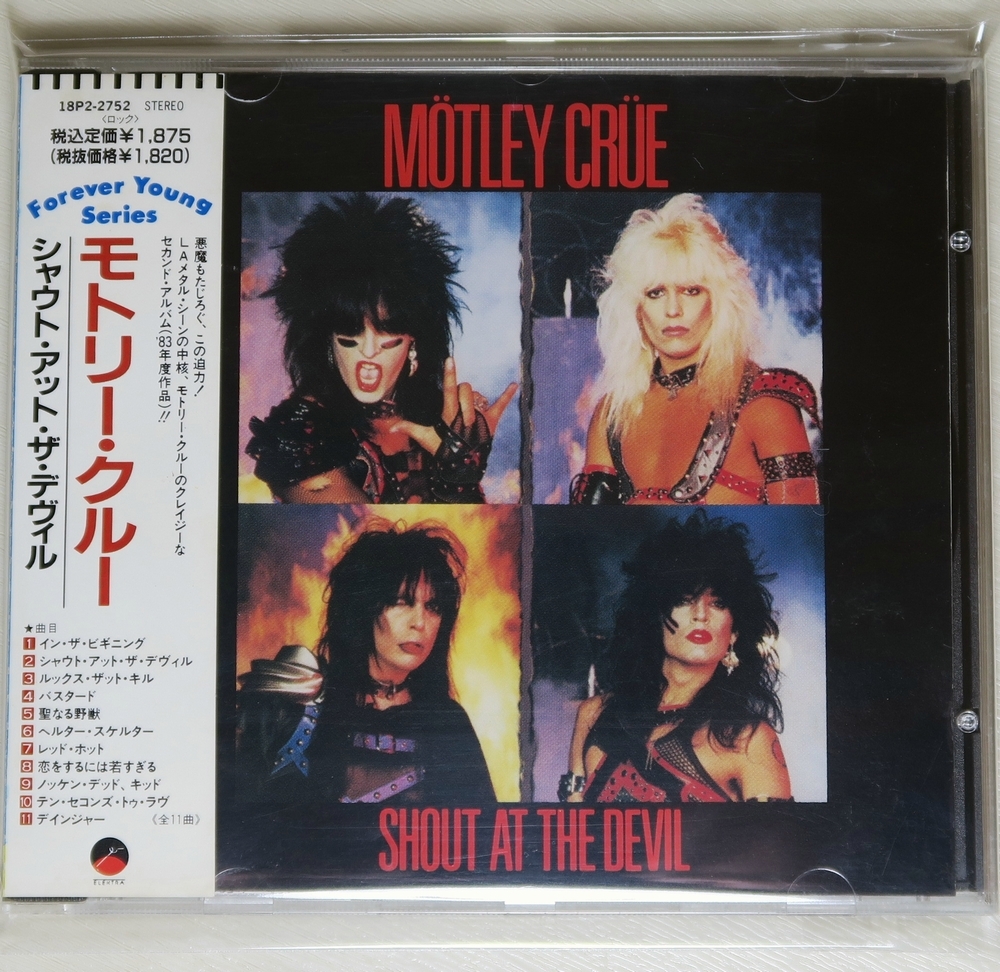 18P2-2752 STEREO
〈ロック〉
税込定価¥1,875
(税抜価格¥1,820)
Forever Young
Series
悪魔もたじろぐ、この迫力!
LAメタル・シーンの中核、モトリー・クルーのクレイジーな
セカンド・アルバム('83年度作品)!!
モトリー・クルー
シャウト・アット・ザ・デヴィル
★曲目
1 イン・ザ・ビギニング
2 シャウト・アット・ザ・デヴィル
3 ルックス・ザット・キル
4 バスタード
5 聖なる野獣
6 ヘルター・スケルター
7 レッド・ホット
8 恋をするには若すぎる
9 ノッケン・デッド、キッド
10 テン・セコンズ・トゥ・ラヴ
11 デインジャー 《全11曲》
ELEKTRA
MÖTLEY CRÜE
SHOUT AT THE DEVIL